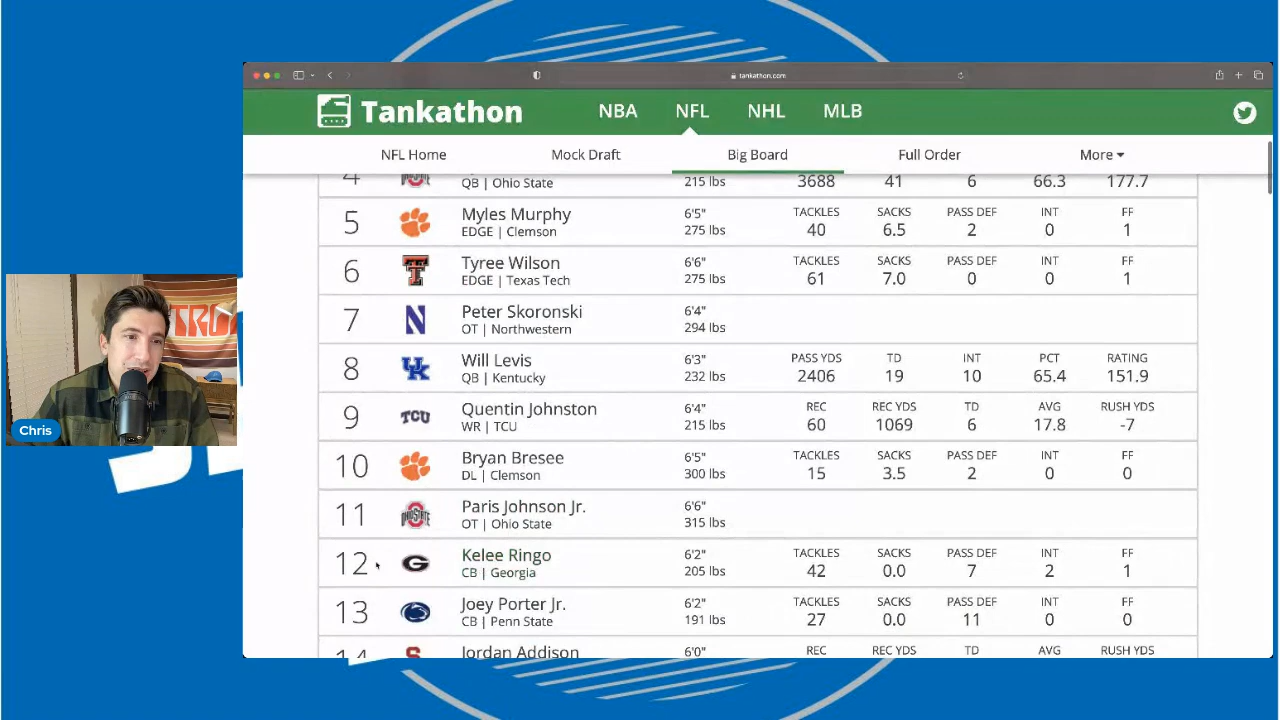 tankathon.com
Tankathon NBA NFL NHL MLB
NFL Home Mock Draft Big Board Full Order More
4 QB | Ohio State 215 lbs 3688 41 6 66.3 177.7
5 Myles Murphy 6'5" TACKLES SACKS PASS DEF INT FF
EDGE | Clemson 275 lbs 40 6.5 2 0 1
6 Tyree Wilson 6'6" TACKLES SACKS PASS DEF INT FF
EDGE | Texas Tech 275 lbs 61 7.0 0 0 1
7 Peter Skoronski 6'4"
OT | Northwestern 294 lbs
8 Will Levis 6'3" PASS YDS TD INT PCT RATING
QB | Kentucky 232 lbs 2406 19 10 65.4 151.9
9 TCU Quentin Johnston 6'4" REC REC YDS TD AVG RUSH YDS
WR | TCU 215 lbs 60 1069 6 17.8 -7
10 Bryan Bresee 6'5" TACKLES SACKS PASS DEF INT FF
DL | Clemson 300 lbs 15 3.5 2 0 0
11 Paris Johnson Jr. 6'6"
OT | Ohio State 315 lbs
12 Kelee Ringo 6'2" TACKLES SACKS PASS DEF INT FF
CB | Georgia 205 lbs 42 0.0 7 2 1
13 Joey Porter Jr. 6'2" TACKLES SACKS PASS DEF INT FF
CB | Penn State 191 lbs 27 0.0 11 0 0
14 Jordan Addison 6'0" REC REC YDS TD AVG RUSH YDS
Chris